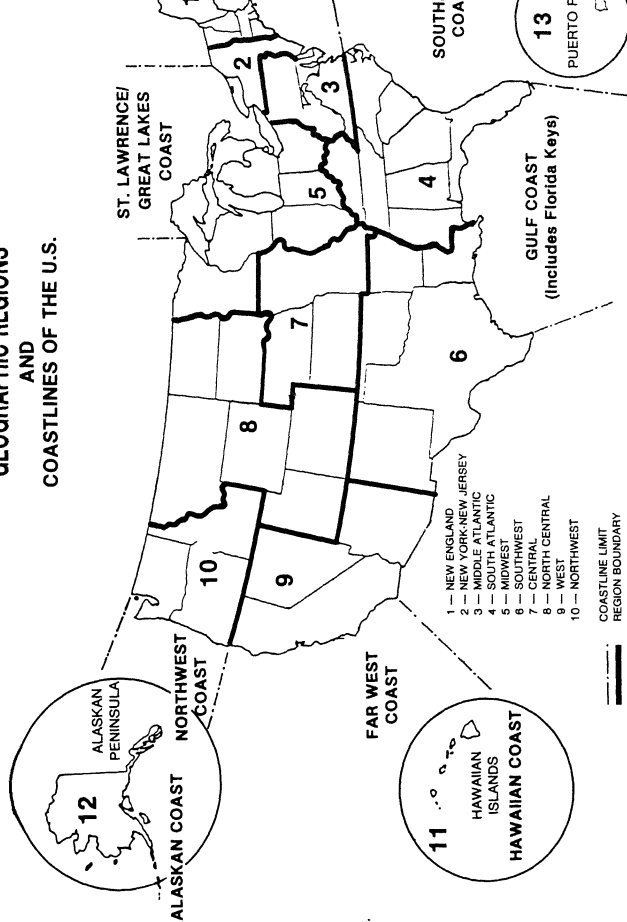 GEOGRAPHIC REGIONS
AND
COASTLINES OF THE U.S.
ST. LAWRENCE/
GREAT LAKES
COAST
2
3
SOUTH
COA
13
PUERTO R
5
4
GULF COAST
(Includes Florida Keys)
7
6
8
10
9
NORTHWEST
COAST
FAR WEST
COAST
ALASKAN
PENINSULA
12
ALASKAN COAST
11
HAWAIIAN
ISLANDS
HAWAIIAN COAST
1 — NEW ENGLAND
2 — NEW YORK-NEW JERSEY
3 — MIDDLE ATLANTIC
4 — SOUTH ATLANTIC
5 — MIDWEST
6 — SOUTHWEST
7 — CENTRAL
8 — NORTH CENTRAL
9 — WEST
10 — NORTHWEST
COASTLINE LIMIT
REGION BOUNDARY